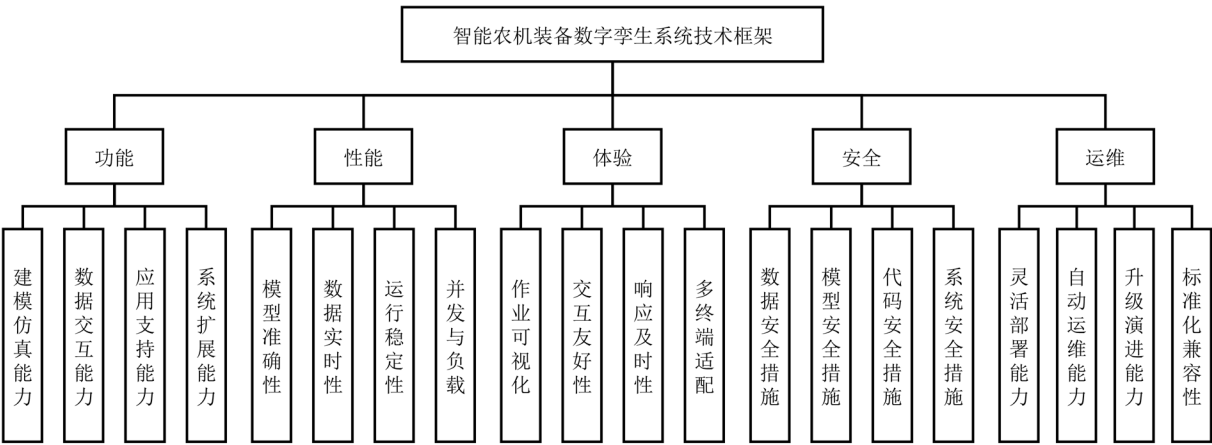 智能农机装备数字孪生系统技术框架
功能
性能
体验
安全
运维
建模仿真能力
数据交互能力
应用支持能力
系统扩展能力
模型准确性
数据实时性
运行稳定性
并发与负载
作业可视化
交互友好性
响应及时性
多终端适配
数据安全措施
模型安全措施
代码安全措施
系统安全措施
灵活部署能力
自动运维能力
升级演进能力
标准化兼容性